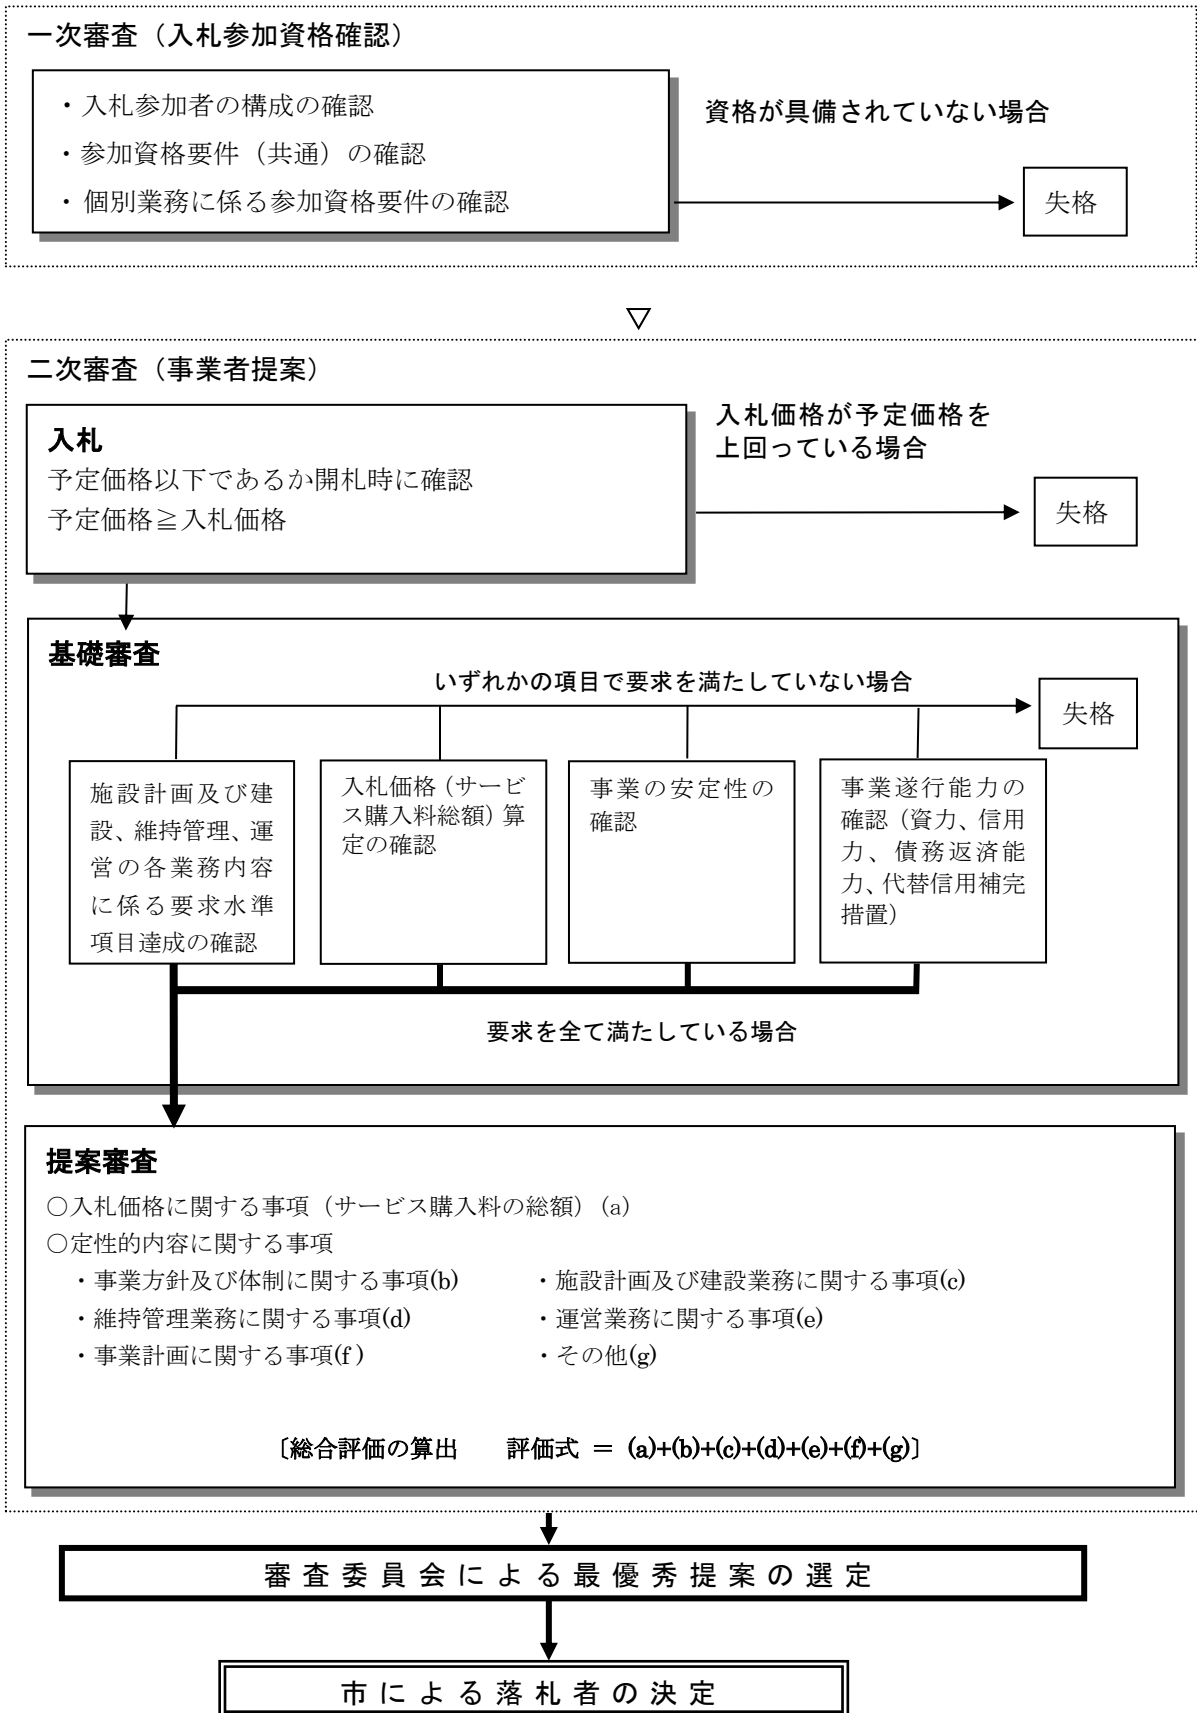 一次審査（入札参加資格確認）
・入札参加者の構成の確認
・参加資格要件（共通）の確認
・個別業務に係る参加資格要件の確認
資格が具備されていない場合
失格
▽
二次審査（事業者提案）
入札
予定価格以下であるか開札時に確認
予定価格≧入札価格
入札価格が予定価格を
上回っている場合
失格
基礎審査
いずれかの項目で要求を満たしていない場合
失格
施設計画及び建
設、維持管理、運
営の各業務内容
に係る要求水準
項目達成の確認
入札価格（サービ
ス購入料総額）算
定の確認
事業の安定性の
確認
事業遂行能力の
確認（資力、信用
力、債務返済能
力、代替信用補完
措置）
要求を全て満たしている場合
提案審査
○入札価格に関する事項（サービス購入料の総額）(a)
○定性的内容に関する事項
・事業方針及び体制に関する事項(b) ・施設計画及び建設業務に関する事項(c)
・維持管理業務に関する事項(d) ・運営業務に関する事項(e)
・事業計画に関する事項(f ) ・その他(g)
〔総合評価の算出　　評価式 ＝ (a)+(b)+(c)+(d)+(e)+(f)+(g)〕
審査委員会による最優秀提案の選定
市による落札者の決定